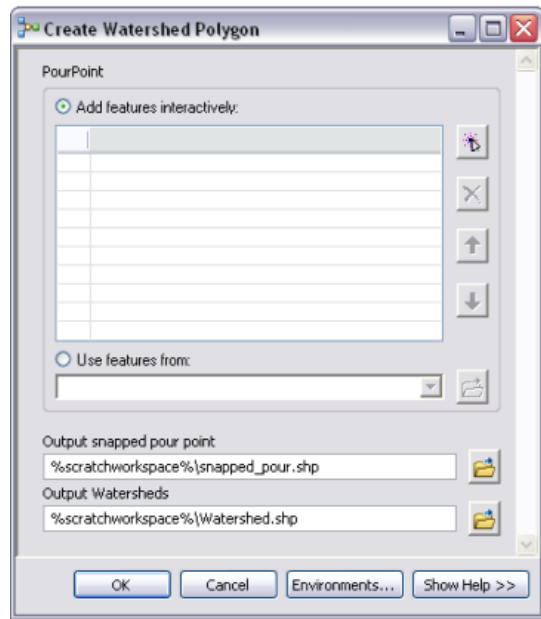 Create Watershed Polygon
PourPoint
Add features interactively:
Use features from:
Output snapped pour point
%scratchworkspace%\snapped_pour.shp
Output Watersheds
%scratchworkspace%\Watershed.shp
OK Cancel Environments... Show Help >>